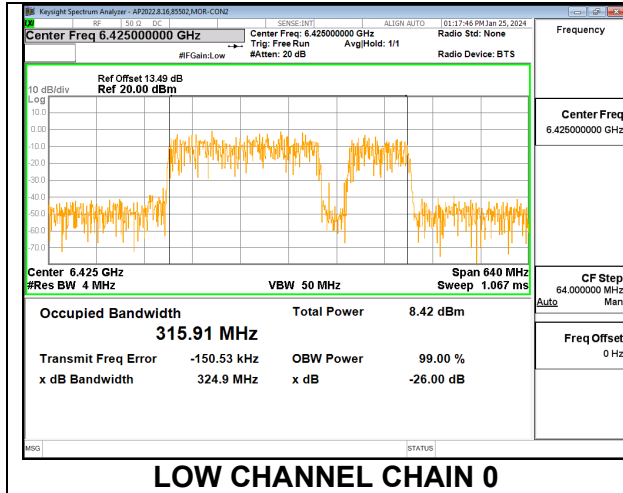 Keysight Spectrum Analyzer - AP2022.8.16,85502,MOR-CON2
RF 50 Ω DC SENSE:INT ALIGN AUTO 01:17:46 PM Jan 25, 2024
Center Freq 6.425000000 GHz
Center Freq: 6.425000000 GHz
Radio Std: None
Frequency
Trig: Free Run Avg|Hold: 1/1
#IFGain:Low #Atten: 20 dB Radio Device: BTS
Ref Offset 13.49 dB
10 dB/div Ref 20.00 dBm
Log
10.0
0.00
-10.0
-20.0
-30.0
-40.0
-50.0
-60.0
-70.0
Center Freq
6.425000000 GHz
Center 6.425 GHz Span 640 MHz
#Res BW 4 MHz VBW 50 MHz Sweep 1.067 ms
CF Step
64.000000 MHz
Auto Man
Occupied Bandwidth Total Power 8.42 dBm
315.91 MHz
Freq Offset
0 Hz
Transmit Freq Error -150.53 kHz OBW Power 99.00 %
x dB Bandwidth 324.9 MHz x dB -26.00 dB
MSG STATUS
LOW CHANNEL CHAIN 0